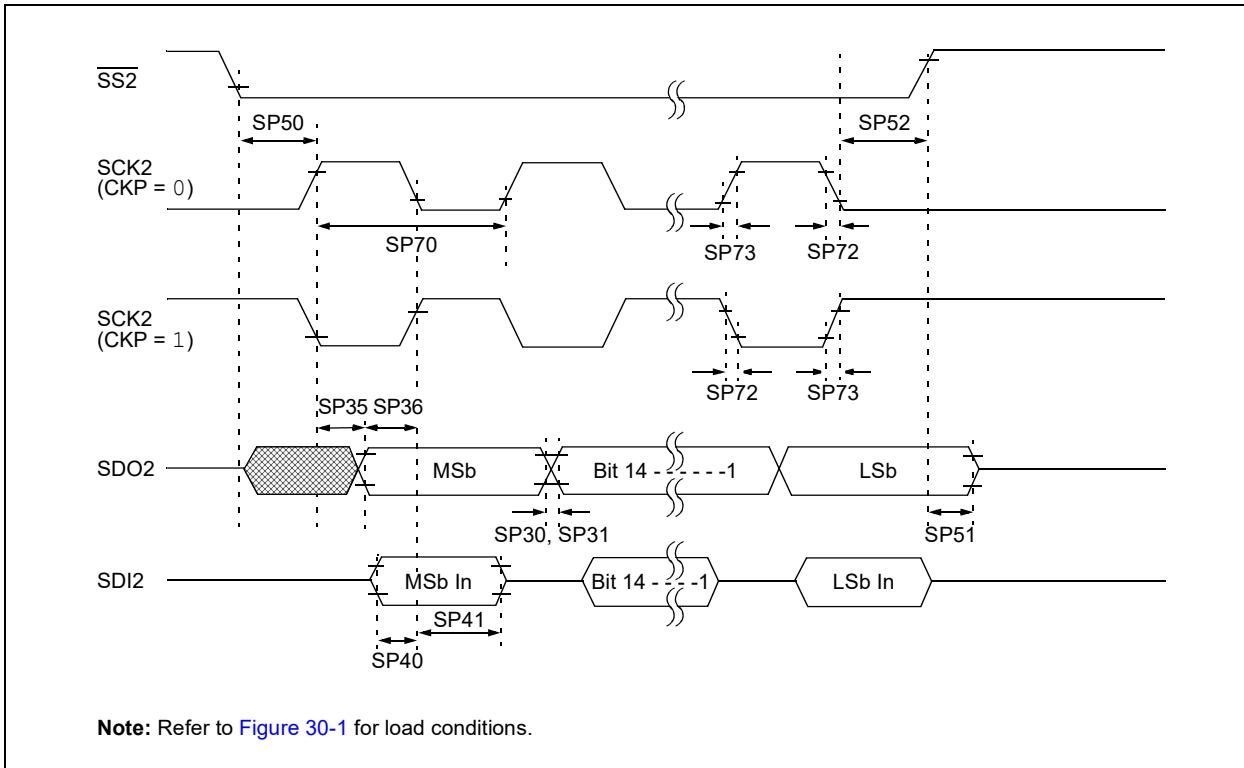 SS2
SP50
SP52
SCK2
(CKP = 0)
SP70
SP73
SP72
SCK2
(CKP = 1)
SP72
SP73
SP35 SP36
SDO2
MSb
Bit 14 - - - - - -1
LSb
SP30, SP31
SP51
SDI2
MSb In
Bit 14 - - - -1
LSb In
SP41
SP40
Note: Refer to Figure 30-1 for load conditions.